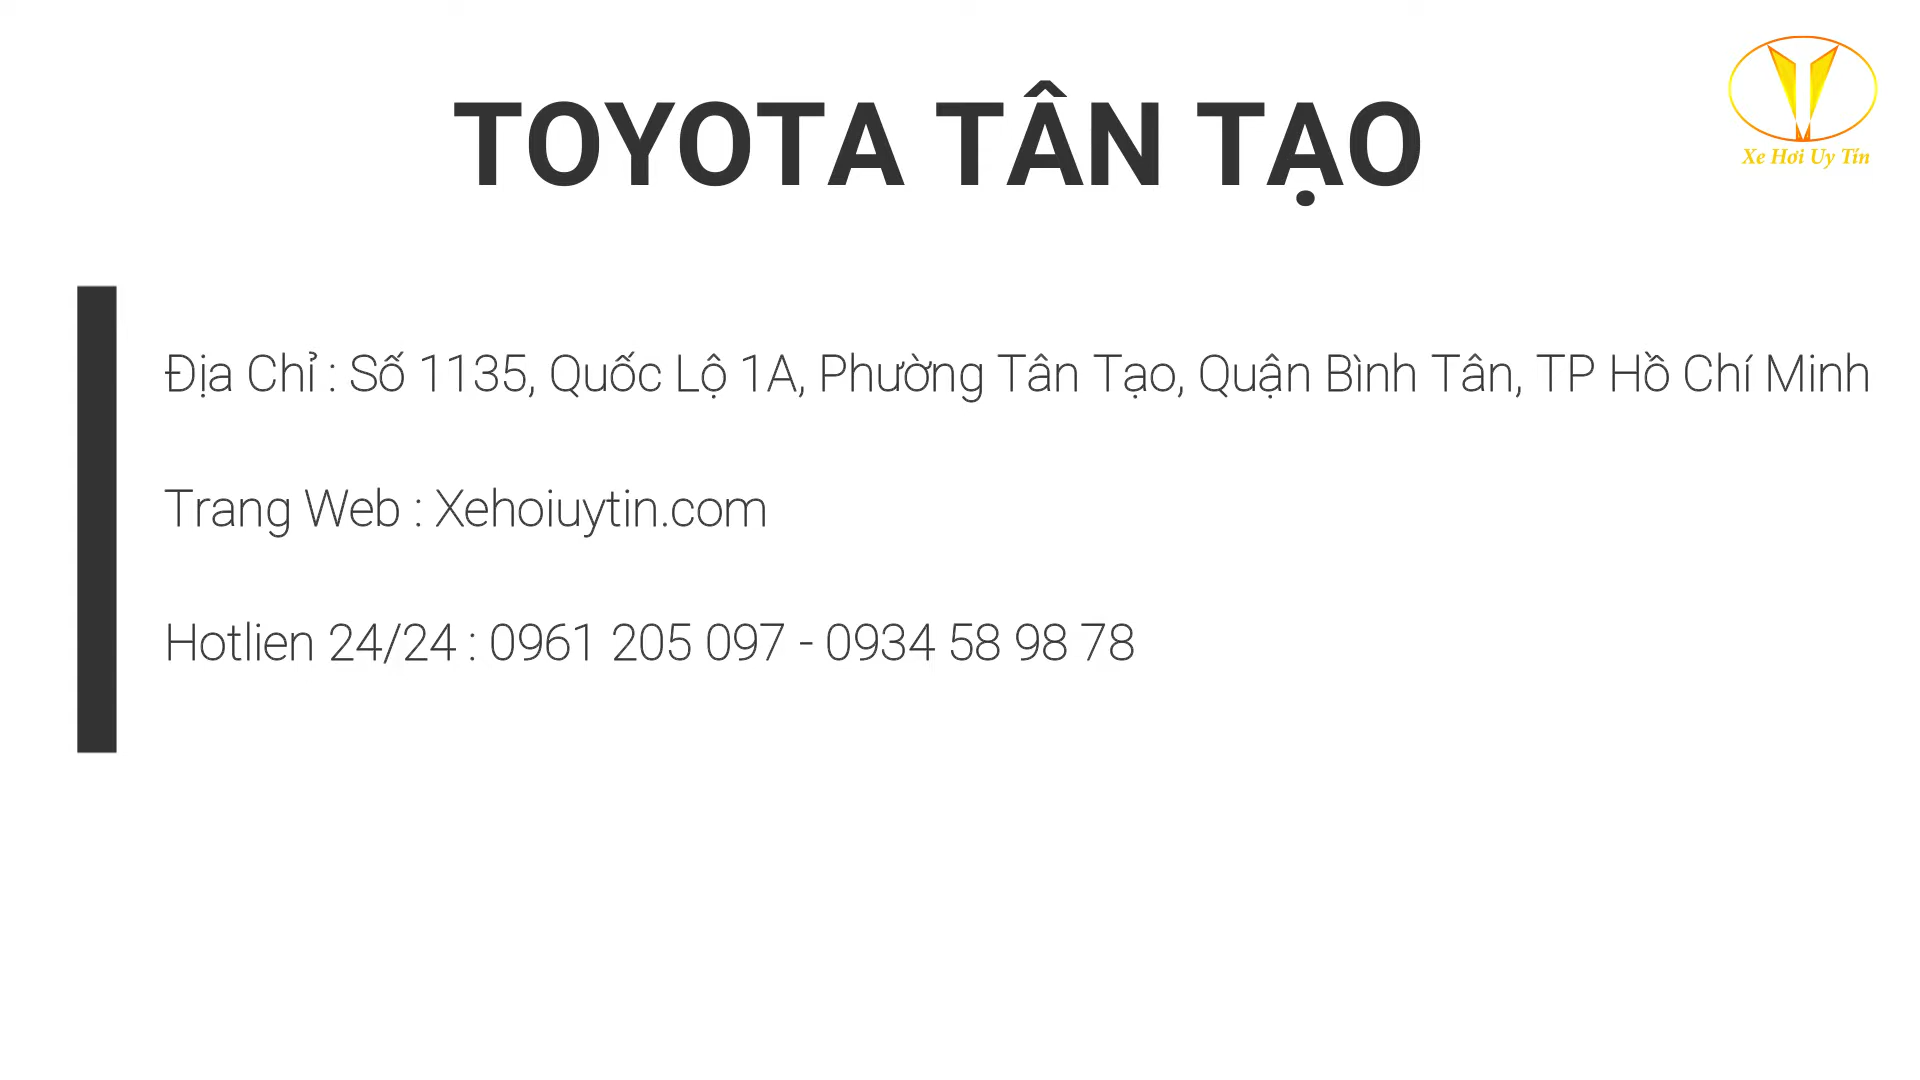 TOYOTA TÂN TẠO
Xe Hơi Uy Tín
Địa Chỉ : Số 1135, Quốc Lộ 1A, Phường Tân Tạo, Quận Bình Tân, TP Hồ Chí Minh
Trang Web : Xehoiuytin.com
Hotlien 24/24 : 0961 205 097 - 0934 58 98 78